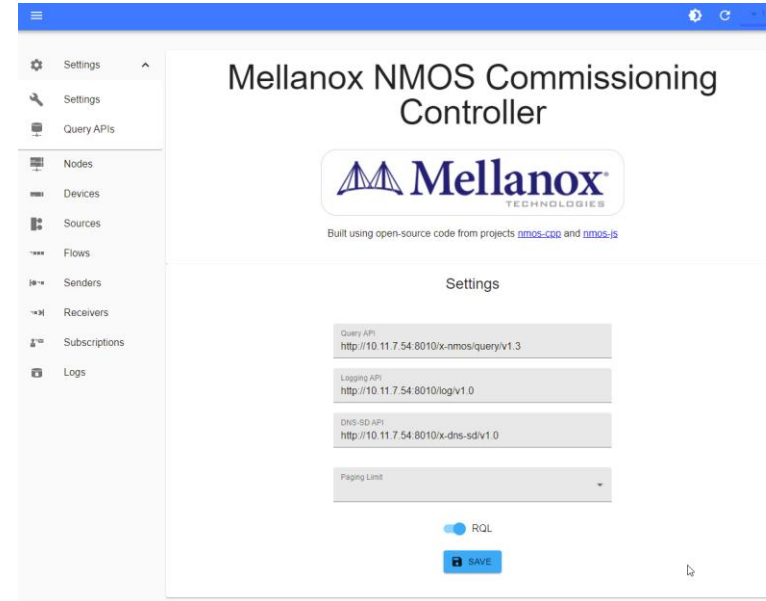 Settings
Settings
Query APIs
Nodes
Devices
Sources
Flows
Senders
Receivers
Subscriptions
Logs
Mellanox NMOS Commissioning
Controller
Mellanox
TECHNOLOGIES
Built using open-source code from projects nmos-cpp and nmos-js
Settings
Query API
http://10.11.7.54:8010/x-nmos/query/v1.3
Logging API
http://10.11.7.54:8010/log/v1.0
DNS-SD API
http://10.11.7.54:8010/x-dns-sd/v1.0
Paging Limit
RQL
SAVE